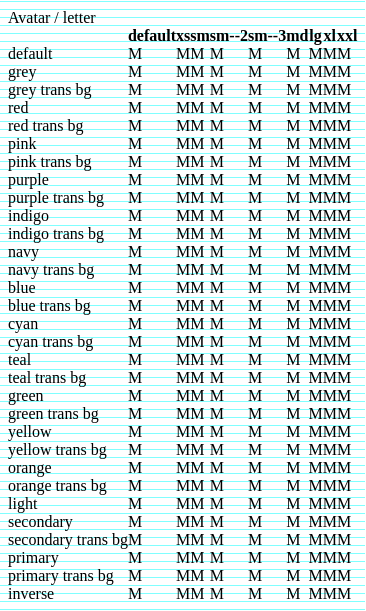 Avatar / letter
default xs sm sm--2 sm--3 md lg xl xxl
default M M M M M M M M M
grey M M M M M M M M M
grey trans bg M M M M M M M M M
red M M M M M M M M M
red trans bg M M M M M M M M M
pink M M M M M M M M M
pink trans bg M M M M M M M M M
purple M M M M M M M M M
purple trans bg M M M M M M M M M
indigo M M M M M M M M M
indigo trans bg M M M M M M M M M
navy M M M M M M M M M
navy trans bg M M M M M M M M M
blue M M M M M M M M M
blue trans bg M M M M M M M M M
cyan M M M M M M M M M
cyan trans bg M M M M M M M M M
teal M M M M M M M M M
teal trans bg M M M M M M M M M
green M M M M M M M M M
green trans bg M M M M M M M M M
yellow M M M M M M M M M
yellow trans bg M M M M M M M M M
orange M M M M M M M M M
orange trans bg M M M M M M M M M
light M M M M M M M M M
secondary M M M M M M M M M
secondary trans bg M M M M M M M M M
primary M M M M M M M M M
primary trans bg M M M M M M M M M
inverse M M M M M M M M M